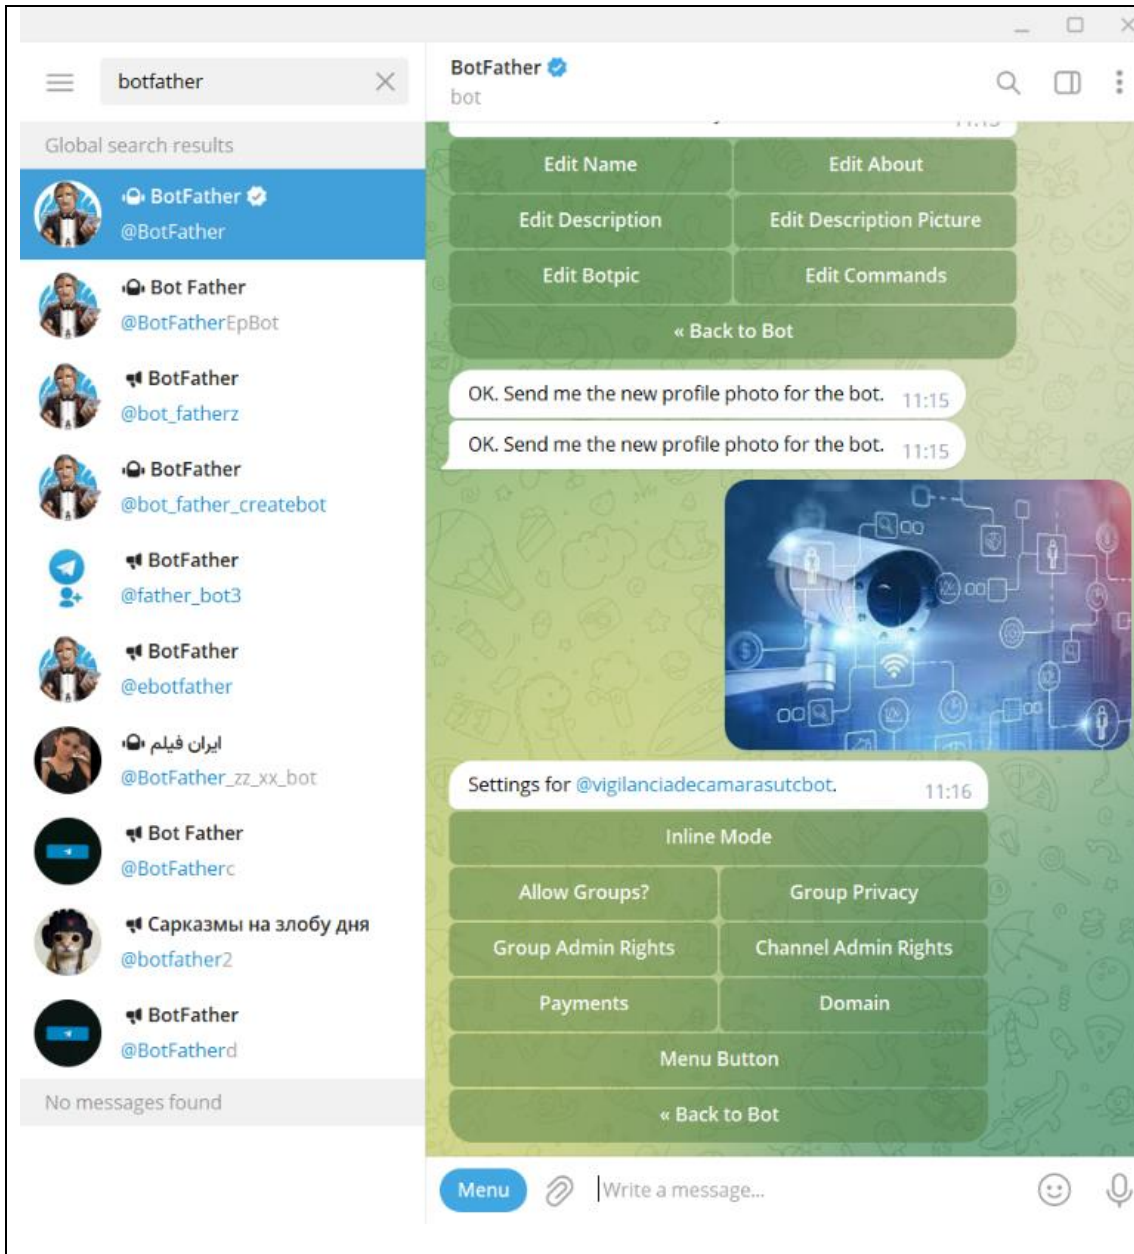 botfather
Global search results
BotFather
@BotFather
Bot Father
@BotFatherEpBot
BotFather
@bot_fatherz
BotFather
@bot_father_createbot
BotFather
@father_bot3
BotFather
@ebotfather
ایران فیلم
@BotFather_zz_xx_bot
Bot Father
@BotFatherc
Сарказмы на злобу дня
@botfather2
BotFather
@BotFatherd
No messages found
BotFather
bot
Edit Name
Edit About
Edit Description
Edit Description Picture
Edit Botpic
Edit Commands
« Back to Bot
OK. Send me the new profile photo for the bot. 11:15
OK. Send me the new profile photo for the bot. 11:15
Settings for @vigilanciadecamarasutcbot. 11:16
Inline Mode
Allow Groups?
Group Privacy
Group Admin Rights
Channel Admin Rights
Payments
Domain
Menu Button
« Back to Bot
Menu
Write a message...